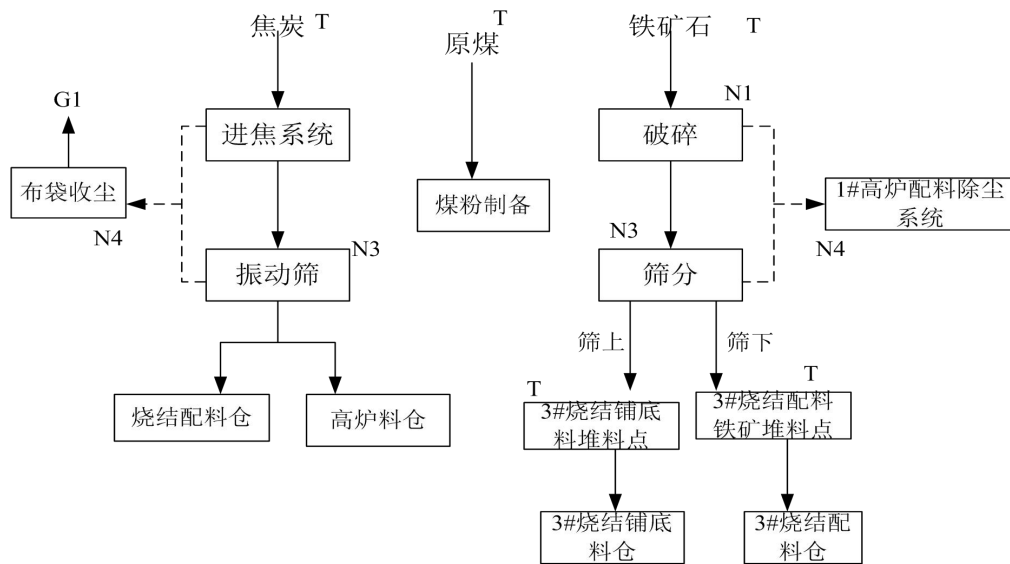 焦炭 T
T
原煤
铁矿石 T
G1
进焦系统
N1
破碎
布袋收尘
煤粉制备
1#高炉配料除尘
系统
N4
N3
振动筛
N3
筛分
N4
筛上
筛下
烧结配料仓
高炉料仓
T
3#烧结铺底
料堆料点
T
3#烧结配料
铁矿堆料点
3#烧结铺底
料仓
3#烧结配
料仓